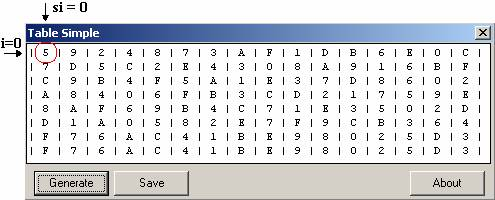 si = 0
Table Simple
i=0
| 5 | 9 | 2 | 4 | 8 | 7 | 3 | A | F | 1 | D | B | 6 | E | 0 | C |
| 7 | D | 5 | C | 2 | E | 4 | 3 | 0 | 8 | A | 9 | 1 | 6 | B | F |
| C | 9 | B | 4 | F | 5 | A | 1 | E | 3 | 7 | D | 8 | 6 | 0 | 2 |
| A | 8 | 4 | 0 | 6 | F | B | 3 | C | D | 2 | 1 | 7 | 5 | 9 | E |
| 8 | A | F | 6 | 9 | B | 4 | C | 7 | 1 | E | 3 | 5 | 0 | 2 | D |
| D | 1 | A | 0 | 5 | 8 | 2 | E | 7 | F | 9 | C | B | 3 | 6 | 4 |
| F | 7 | 6 | A | C | 4 | 1 | B | E | 9 | 8 | 0 | 2 | 5 | D | 3 |
| F | 7 | 6 | A | C | 4 | 1 | B | E | 9 | 8 | 0 | 2 | 5 | D | 3 |
Generate Save About